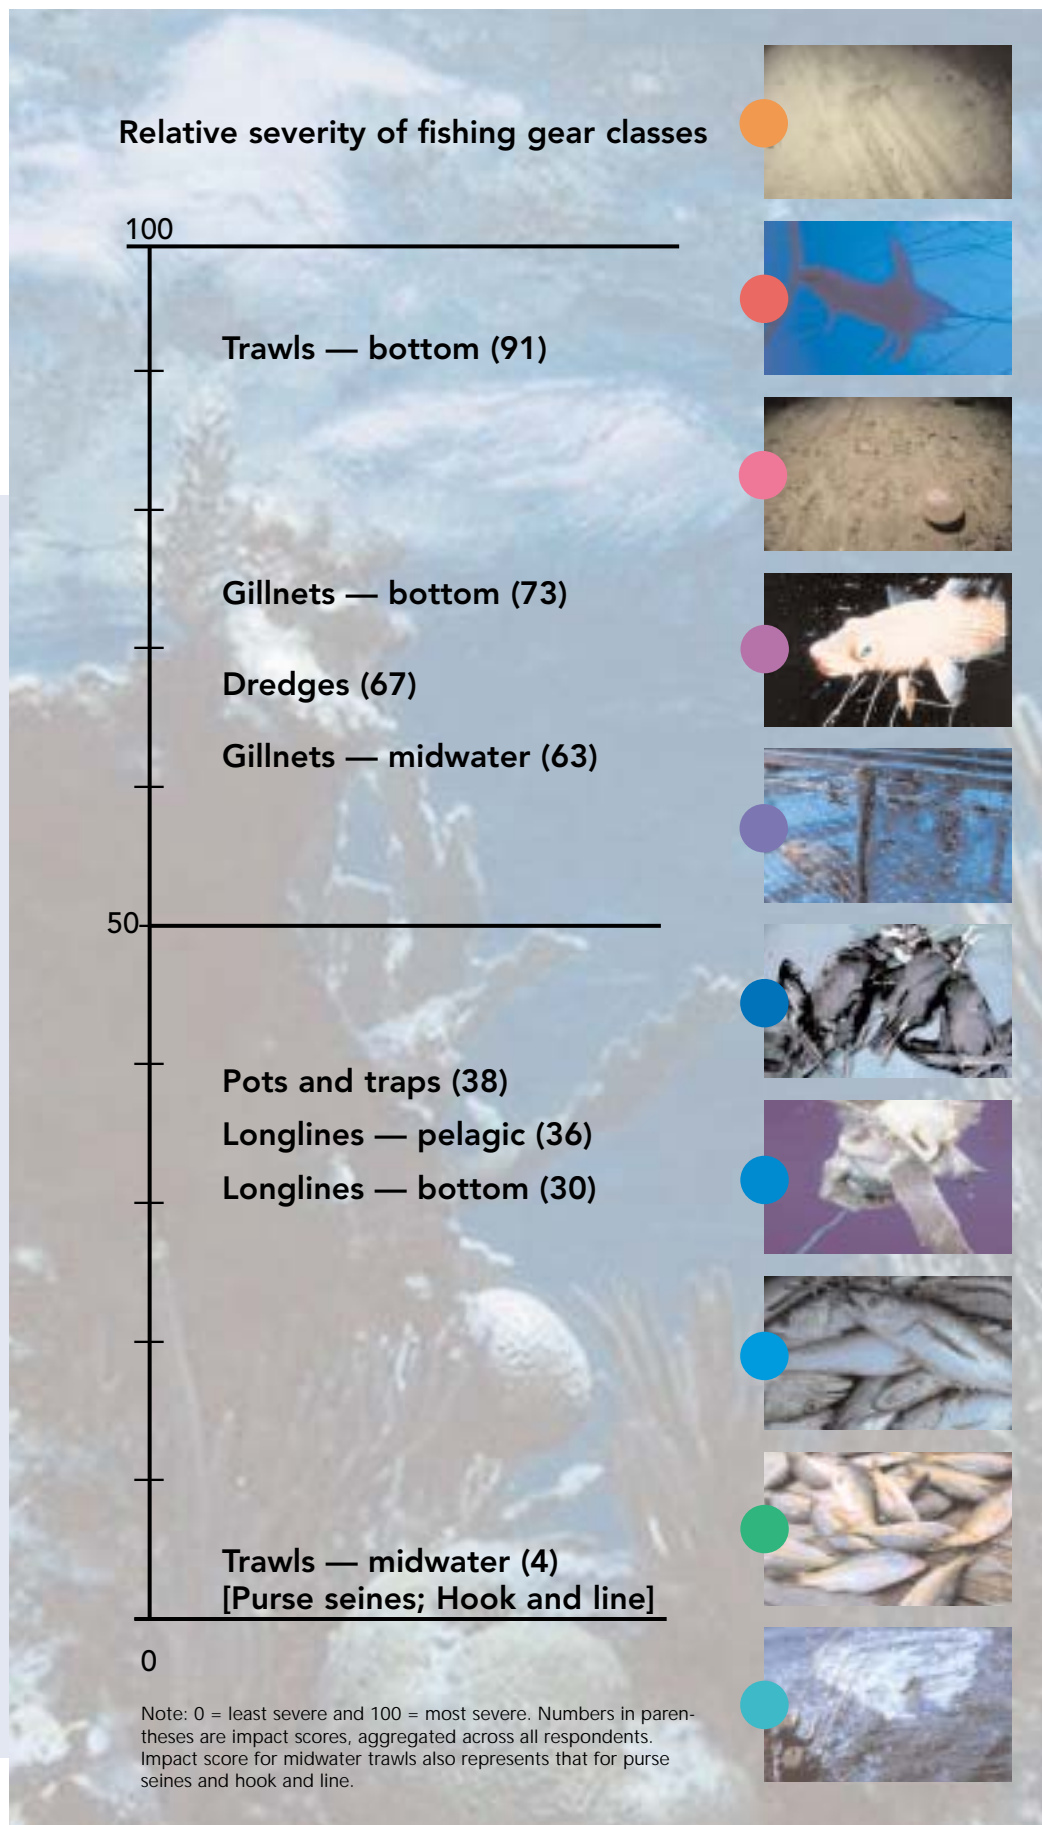 Relative severity of fishing gear classes
100
Trawls — bottom (91)
Gillnets — bottom (73)
Dredges (67)
Gillnets — midwater (63)
50
Pots and traps (38)
Longlines — pelagic (36)
Longlines — bottom (30)
Trawls — midwater (4)
[Purse seines; Hook and line]
0
Note: 0 = least severe and 100 = most severe. Numbers in paren-
theses are impact scores, aggregated across all respondents.
Impact score for midwater trawls also represents that for purse
seines and hook and line.